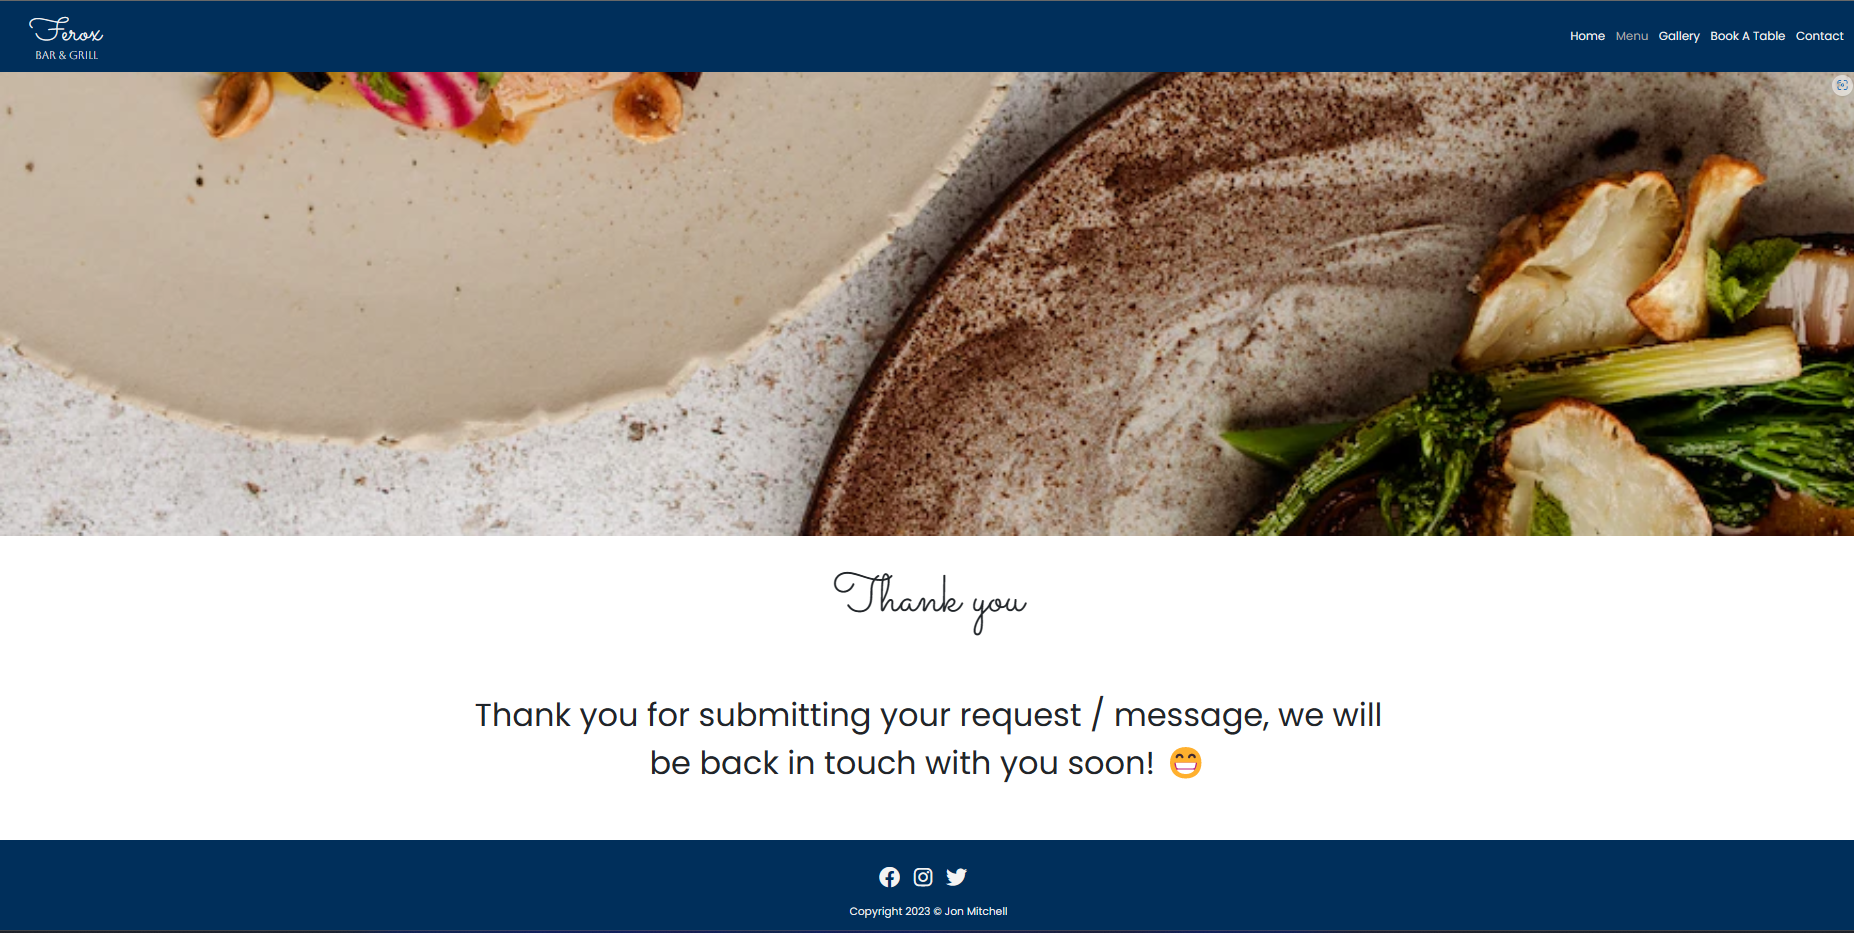 Ferox
BAR & GRILL
Home Menu Gallery Book A Table Contact
Thank you
Thank you for submitting your request / message, we will
be back in touch with you soon! 😁
Copyright 2023 © Jon Mitchell